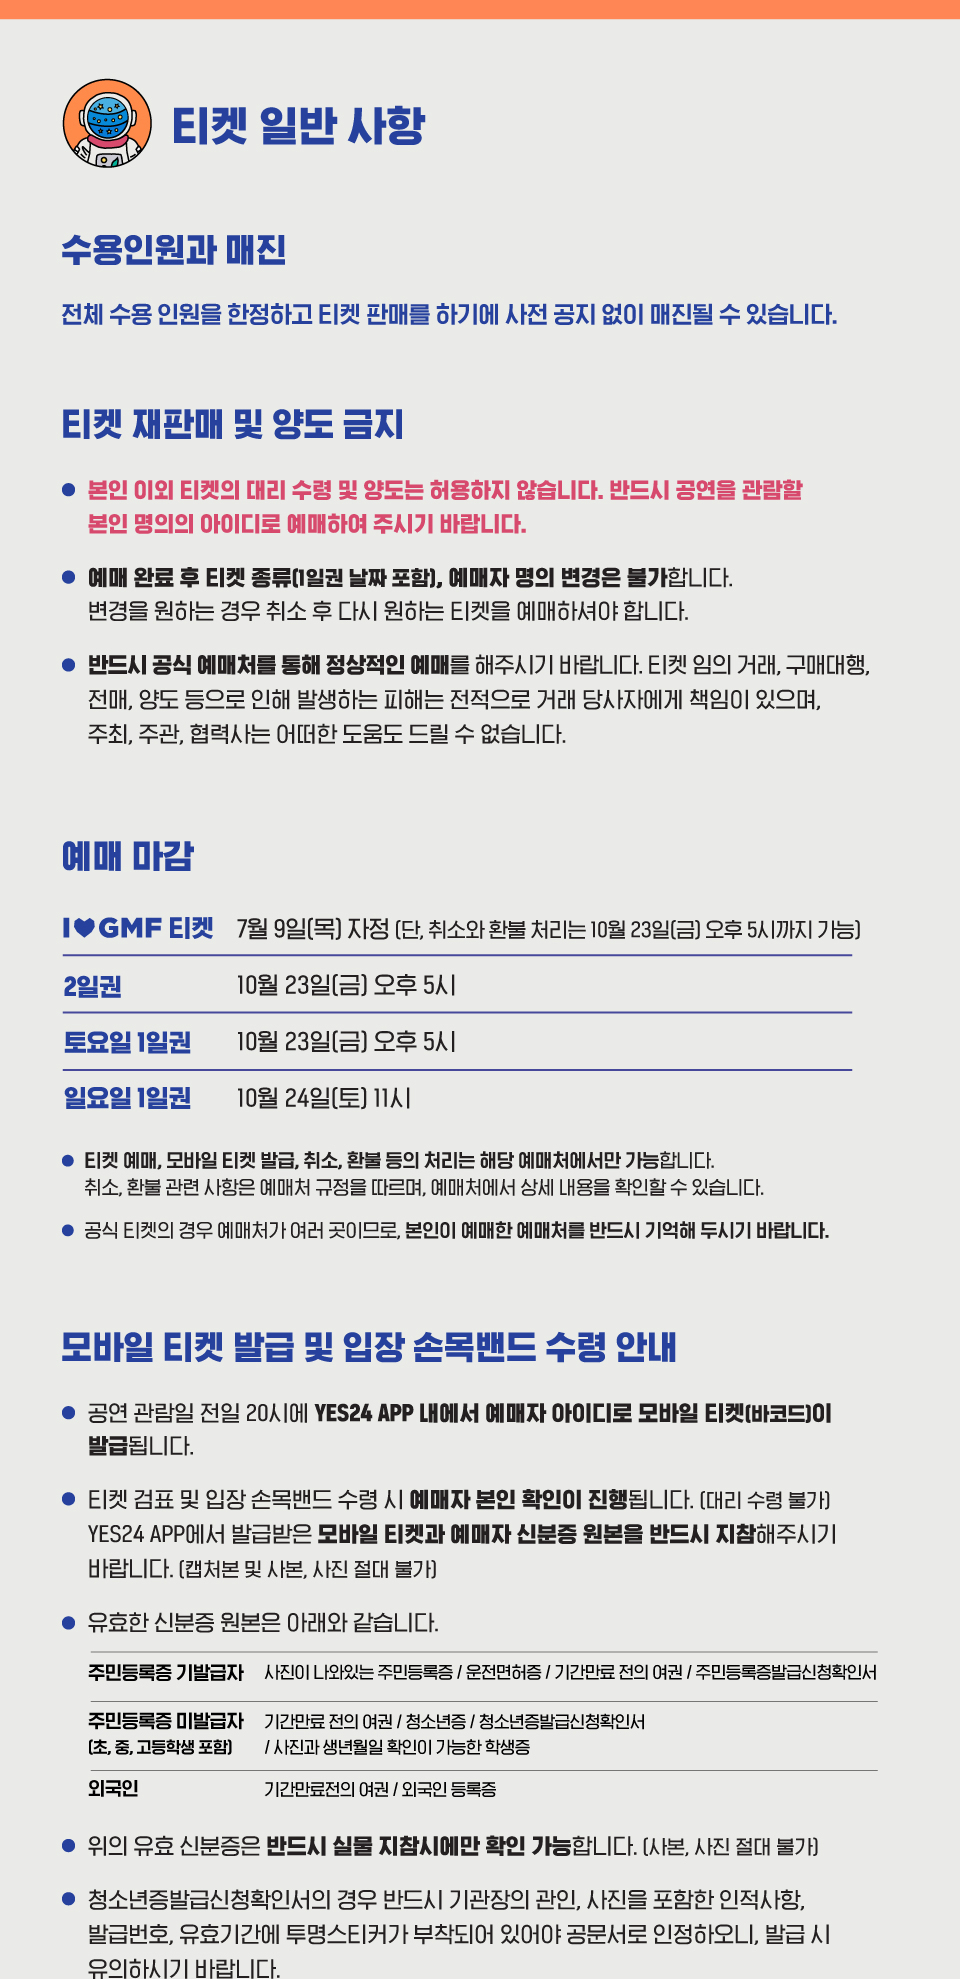 티켓 일반 사항
수용인원과 매진
전체 수용 인원을 한정하고 티켓 판매를 하기에 사전 공지 없이 매진될 수 있습니다.
티켓 재판매 및 양도 금지
● 본인 이외 티켓의 대리 수령 및 양도는 허용하지 않습니다. 반드시 공연을 관람할
본인 명의의 아이디로 예매하여 주시기 바랍니다.
● 예매 완료 후 티켓 종류(1일권 날짜 포함), 예매자 명의 변경은 불가합니다.
변경을 원하는 경우 취소 후 다시 원하는 티켓을 예매하셔야 합니다.
● 반드시 공식 예매처를 통해 정상적인 예매를 해주시기 바랍니다. 티켓 임의 거래, 구매대행,
전매, 양도 등으로 인해 발생하는 피해는 전적으로 거래 당사자에게 책임이 있으며,
주최, 주관, 협력사는 어떠한 도움도 드릴 수 없습니다.
예매 마감
I♥GMF 티켓 7월 9일(목) 자정 (단, 취소와 환불 처리는 10월 23일(금) 오후 5시까지 가능)
2일권 10월 23일(금) 오후 5시
토요일 1일권 10월 23일(금) 오후 5시
일요일 1일권 10월 24일(토) 11시
● 티켓 예매, 모바일 티켓 발급, 취소, 환불 등의 처리는 해당 예매처에서만 가능합니다.
취소, 환불 관련 사항은 예매처 규정을 따르며, 예매처에서 상세 내용을 확인할 수 있습니다.
● 공식 티켓의 경우 예매처가 여러 곳이므로, 본인이 예매한 예매처를 반드시 기억해 두시기 바랍니다.
모바일 티켓 발급 및 입장 손목밴드 수령 안내
● 공연 관람일 전일 20시에 YES24 APP 내에서 예매자 아이디로 모바일 티켓(바코드)이
발급됩니다.
● 티켓 검표 및 입장 손목밴드 수령 시 예매자 본인 확인이 진행됩니다. (대리 수령 불가)
YES24 APP에서 발급받은 모바일 티켓과 예매자 신분증 원본을 반드시 지참해주시기
바랍니다. (캡처본 및 사본, 사진 절대 불가)
● 유효한 신분증 원본은 아래와 같습니다.
주민등록증 기발급자 사진이 나와있는 주민등록증 / 운전면허증 / 기간만료 전의 여권 / 주민등록증발급신청확인서
주민등록증 미발급자 기간만료 전의 여권 / 청소년증 / 청소년증발급신청확인서
(초, 중, 고등학생 포함) / 사진과 생년월일 확인이 가능한 학생증
외국인 기간만료전의 여권 / 외국인 등록증
● 위의 유효 신분증은 반드시 실물 지참시에만 확인 가능합니다. (사본, 사진 절대 불가)
● 청소년증발급신청확인서의 경우 반드시 기관장의 관인, 사진을 포함한 인적사항,
발급번호, 유효기간에 투명스티커가 부착되어 있어야 공문서로 인정하오니, 발급 시
유의하시기 바랍니다.